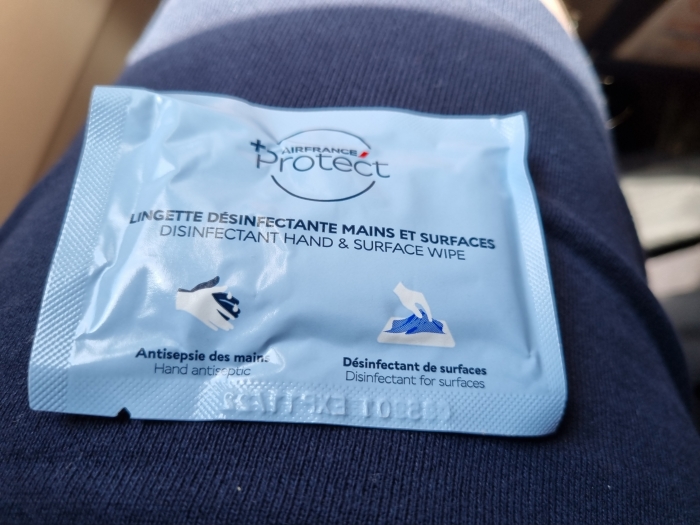 AIRFRANCE
+Protect
LINGETTE DÉSINFECTANTE MAINS ET SURFACES
DISINFECTANT HAND & SURFACE WIPE
Antisepsie des mains
Hand antiseptic
Désinfectant de surfaces
Disinfectant for surfaces